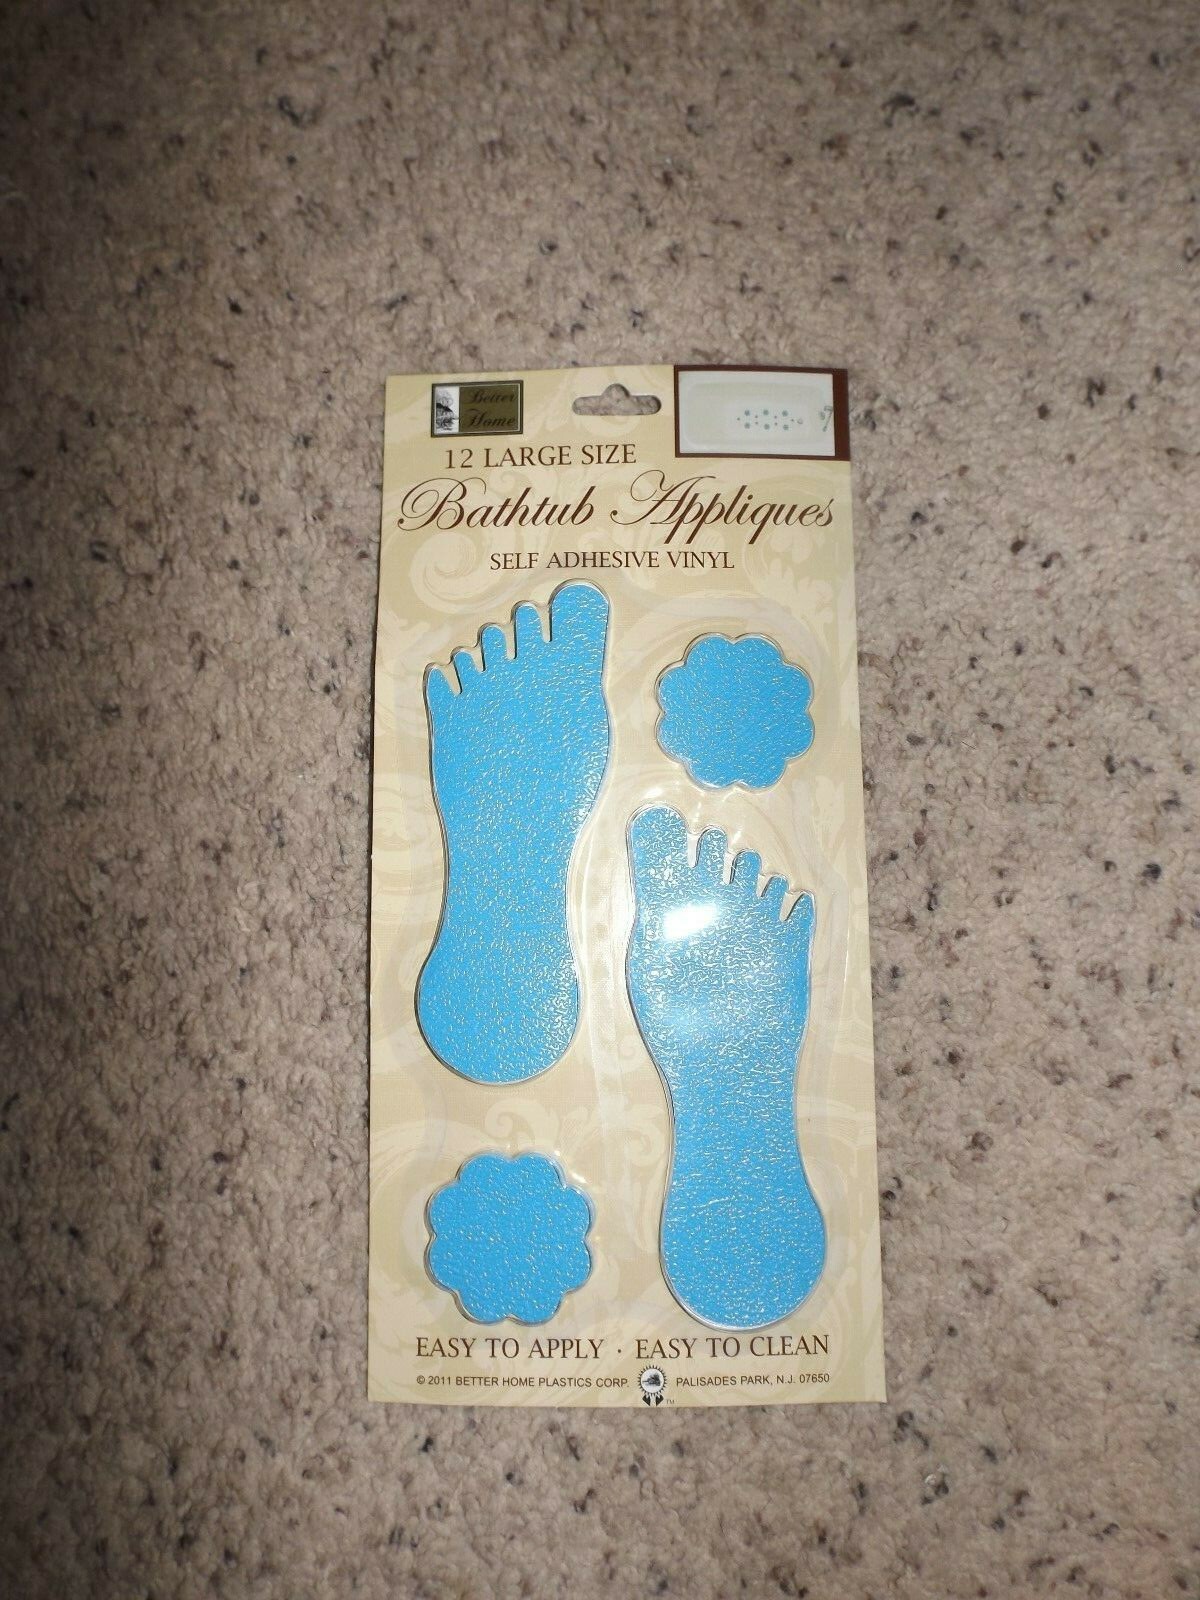 Better
Home
12 LARGE SIZE
Bathtub Appliques
SELF ADHESIVE VINYL
EASY TO APPLY · EASY TO CLEAN
© 2011 BETTER HOME PLASTICS CORP. PALISADES PARK, N.J. 07650
TM